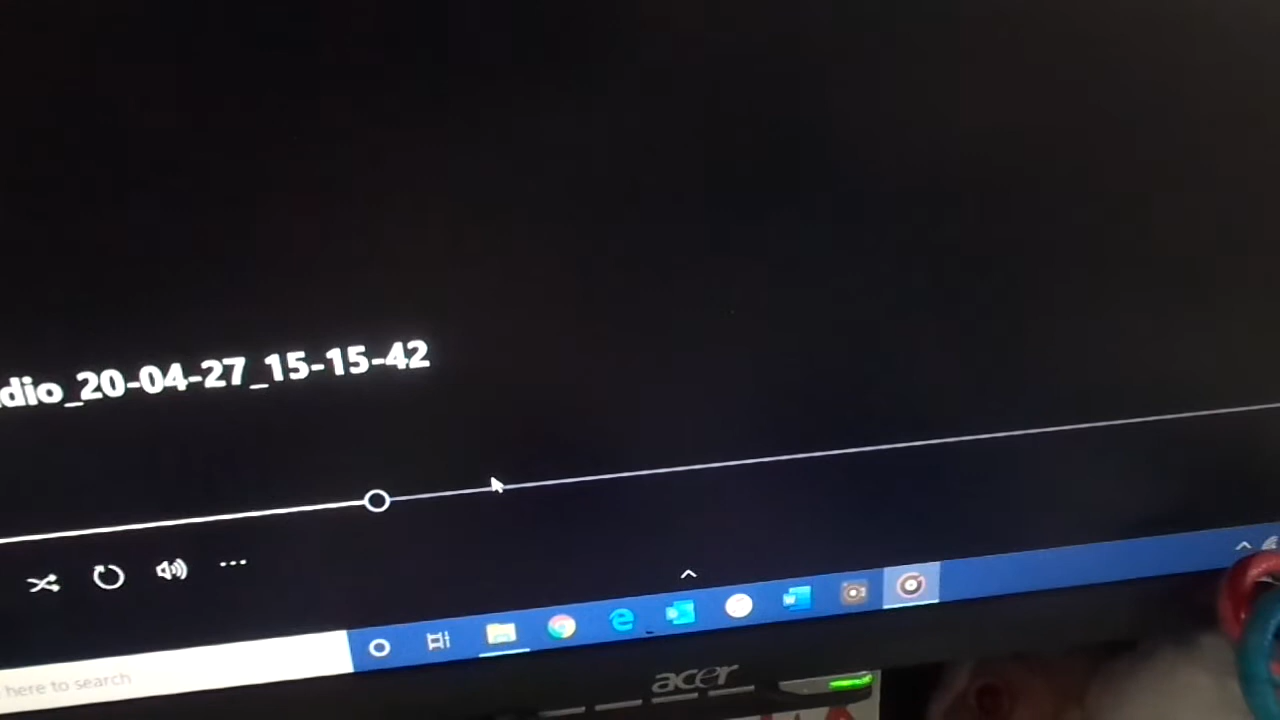 dio_20-04-27_15-15-42
here to search
acer